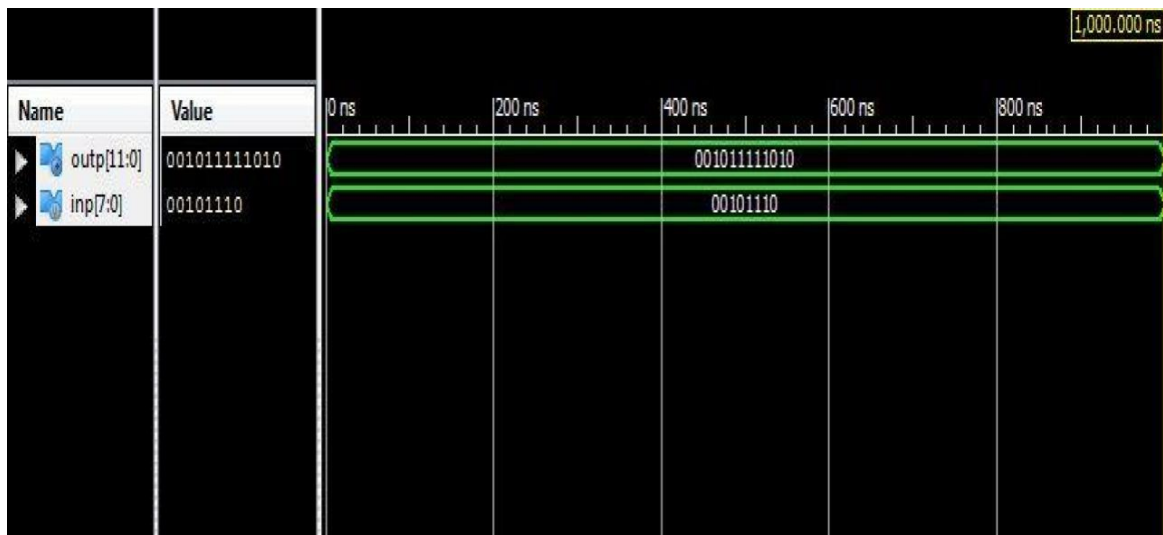 1,000.000 ns
Name Value 0 ns 200 ns 400 ns 600 ns 800 ns
outp[11:0] 001011111010 001011111010
inp[7:0] 00101110 00101110